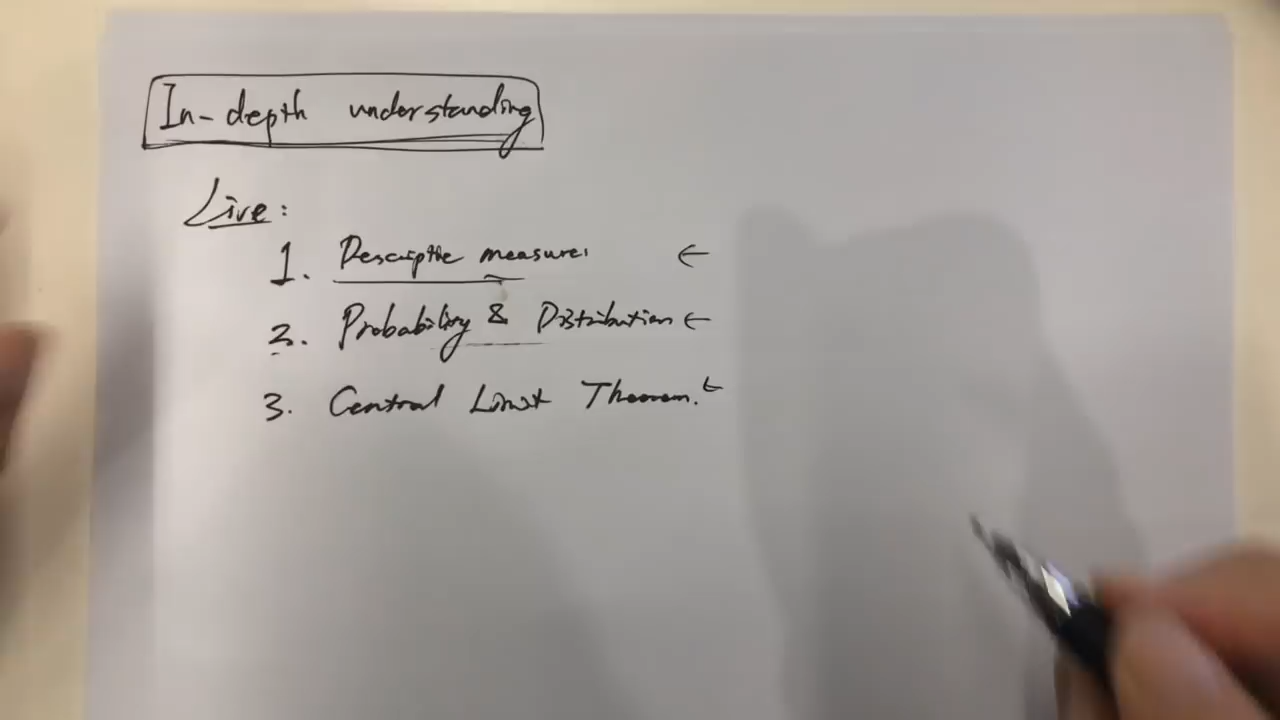 In-depth understanding
Live:
1. Descriptive measures ←
2. Probability & Distribution ←
3. Central Limit Theorem. ←